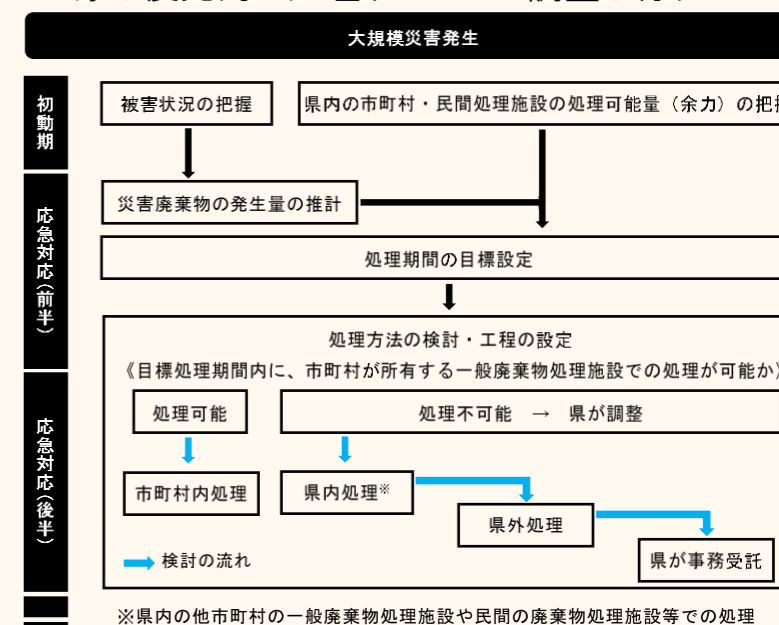 大規模災害発生
初動期
被害状況の把握
県内の市町村・民間処理施設の処理可能量（余力）の把
災害廃棄物の発生量の推計
応急対応（前半）
処理期間の目標設定
処理方法の検討・工程の設定
《目標処理期間内に、市町村が所有する一般廃棄物処理施設での処理が可能か》
応急対応（後半）
処理可能
処理不可能 → 県が調整
市町村内処理
県内処理※
県外処理
県が事務受託
検討の流れ
※県内の他市町村の一般廃棄物処理施設や民間の廃棄物処理施設等での処理